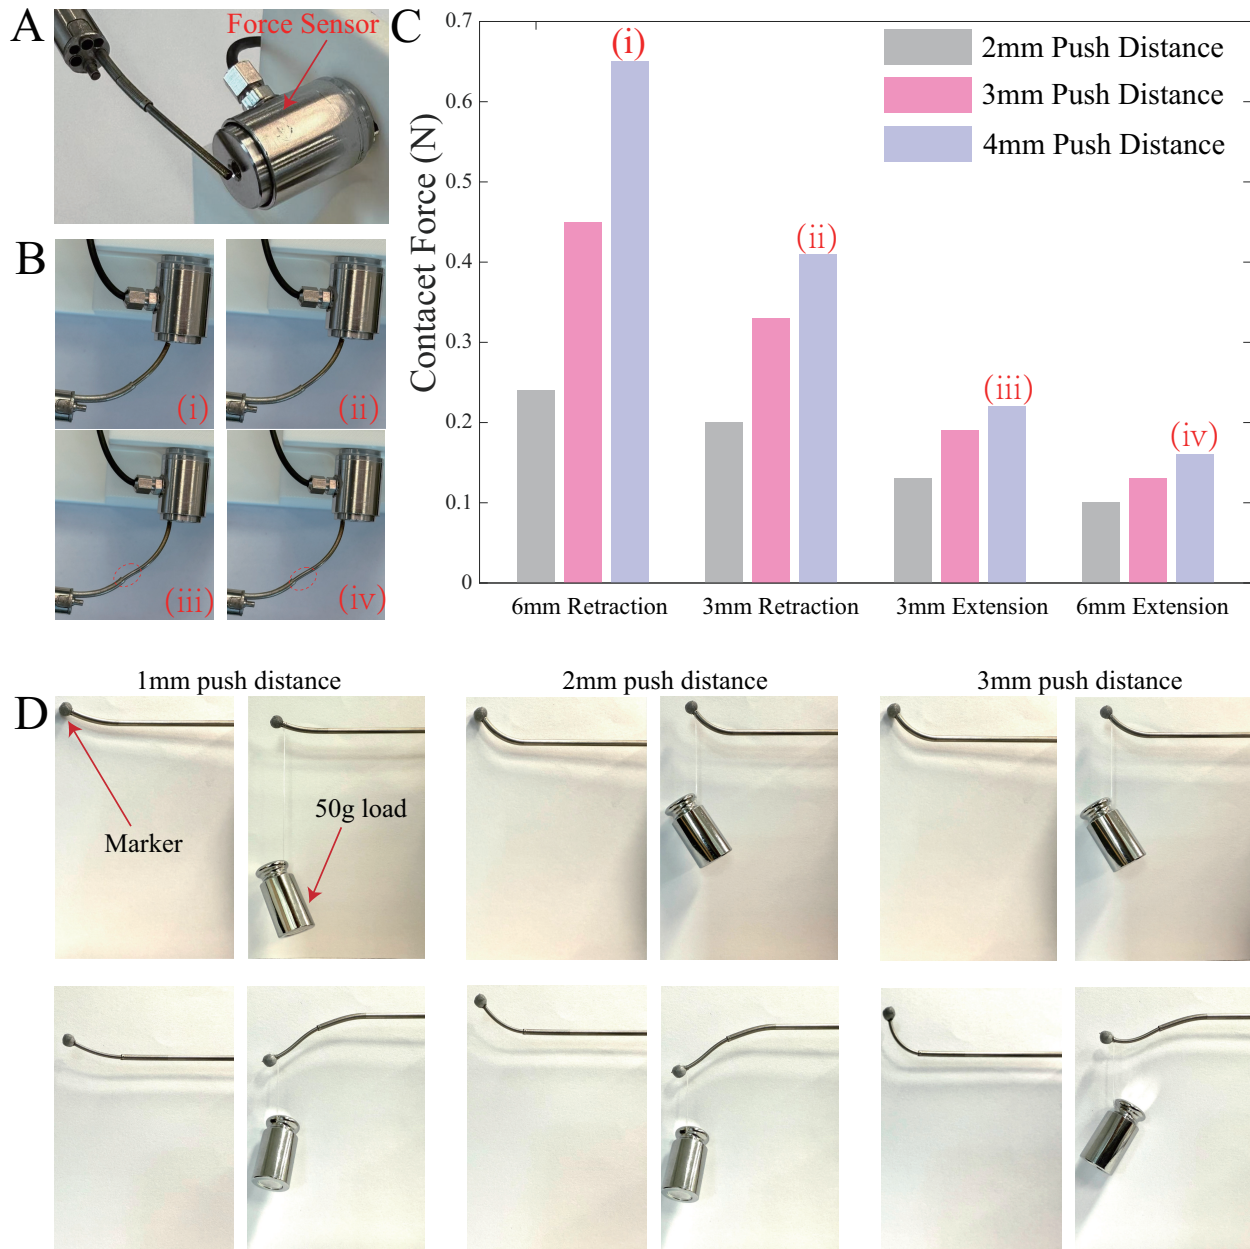 A
Force Sensor
B
(i)
(ii)
(iii)
(iv)
C
Contacet Force (N)
0.7
0.6
0.5
0.4
0.3
0.2
0.1
0
(i)
(ii)
(iii)
(iv)
2mm Push Distance
3mm Push Distance
4mm Push Distance
6mm Retraction
3mm Retraction
3mm Extension
6mm Extension
D
1mm push distance
2mm push distance
3mm push distance
Marker
50g load